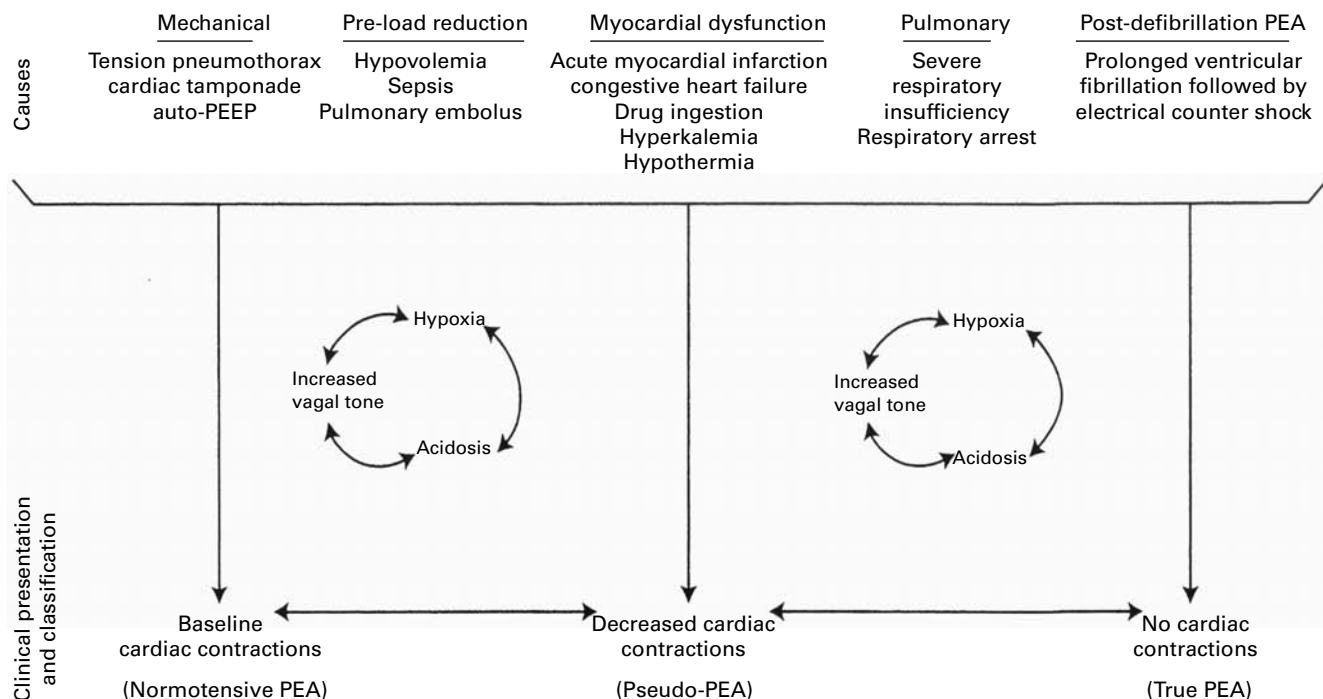 Causes
Mechanical
Tension pneumothorax
cardiac tamponade
auto-PEEP
Pre-load reduction
Hypovolemia
Sepsis
Pulmonary embolus
Myocardial dysfunction
Acute myocardial infarction
congestive heart failure
Drug ingestion
Hyperkalemia
Hypothermia
Pulmonary
Severe
respiratory
insufficiency
Respiratory arrest
Post-defibrillation PEA
Prolonged ventricular
fibrillation followed by
electrical counter shock
Hypoxia
Increased
vagal tone
Acidosis
Hypoxia
Increased
vagal tone
Acidosis
Clinical presentation
and classification
Baseline
cardiac contractions
(Normotensive PEA)
Decreased cardiac
contractions
(Pseudo-PEA)
No cardiac
contractions
(True PEA)